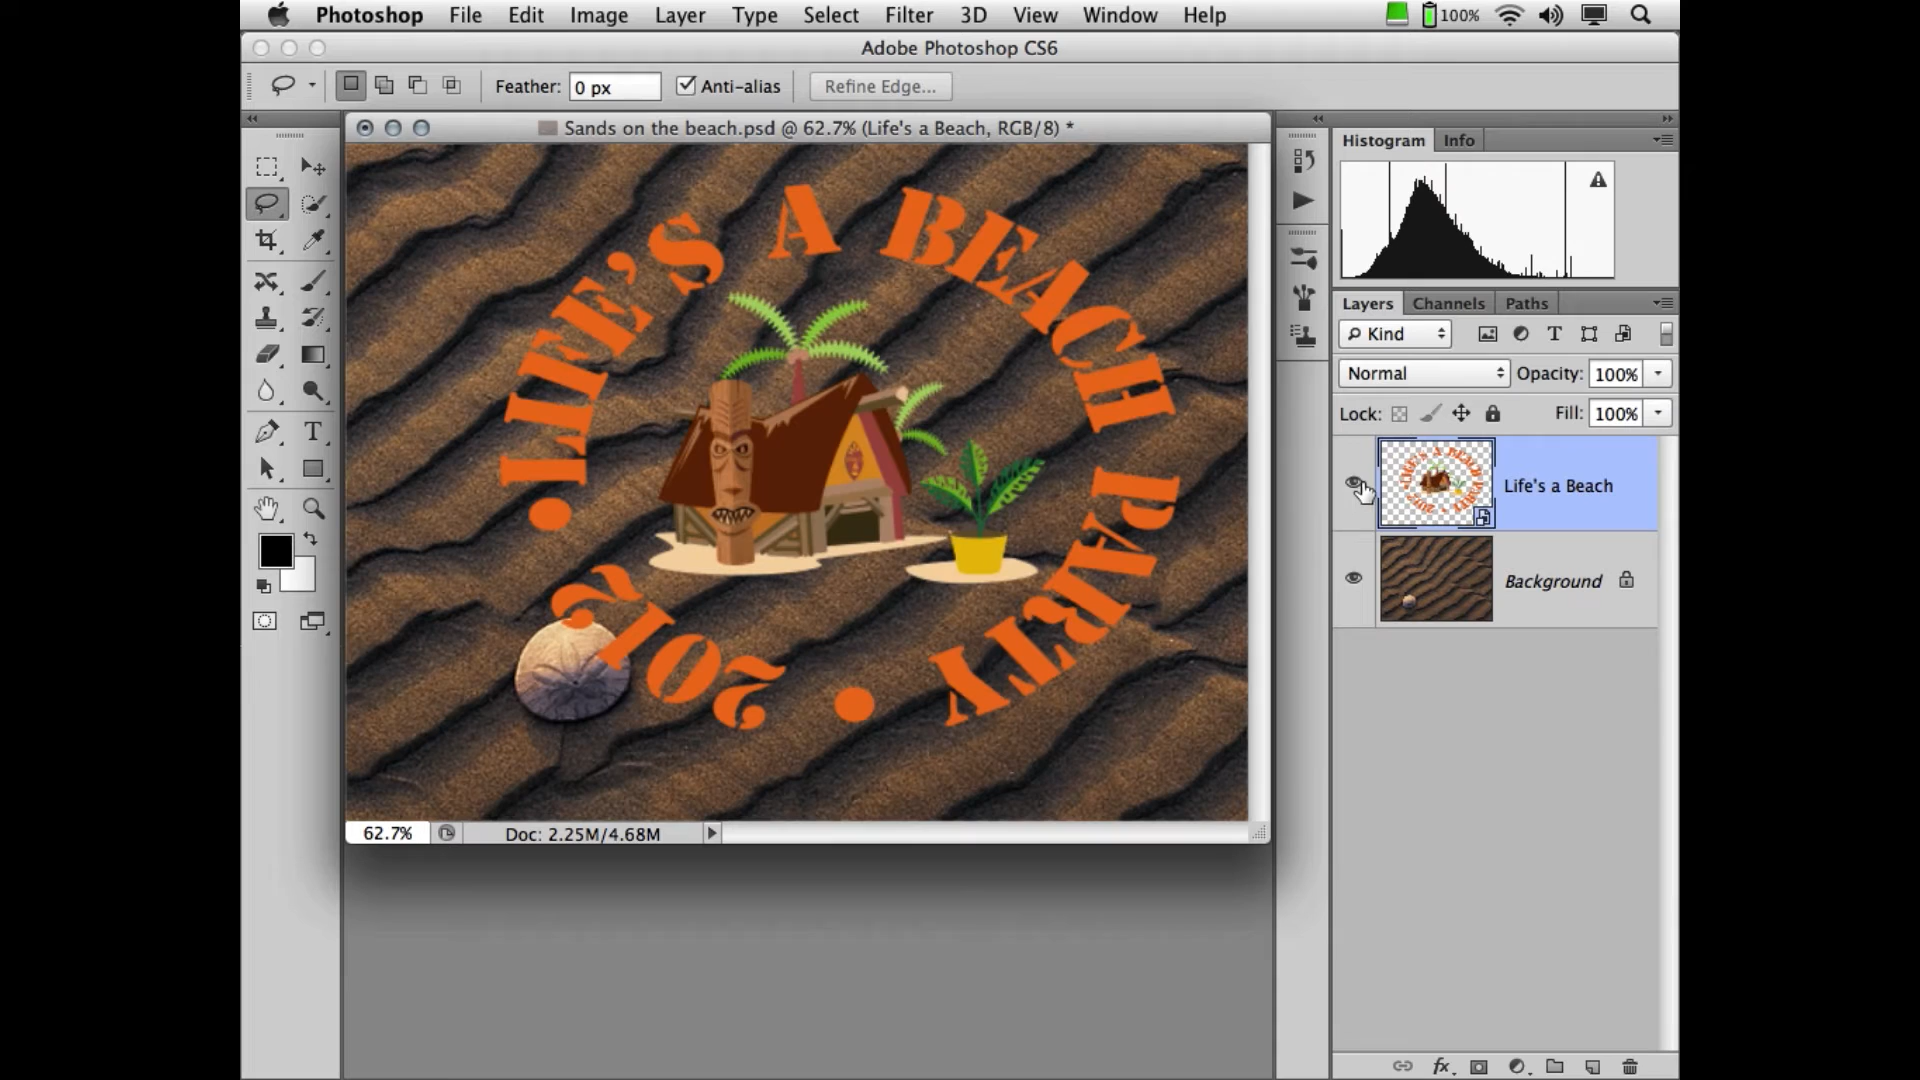 Photoshop File Edit Image Layer Type Select Filter 3D View Window Help 100%
Adobe Photoshop CS6
Feather: 0 px Anti-alias Refine Edge...
Sands on the beach.psd @ 62.7% (Life's a Beach, RGB/8) *
Histogram Info
LIFE'S A BEACH PARTY
2012
Layers Channels Paths
Kind
Normal Opacity: 100%
Lock: Fill: 100%
Life's a Beach
Background
62.7% Doc: 2.25M/4.68M
fx